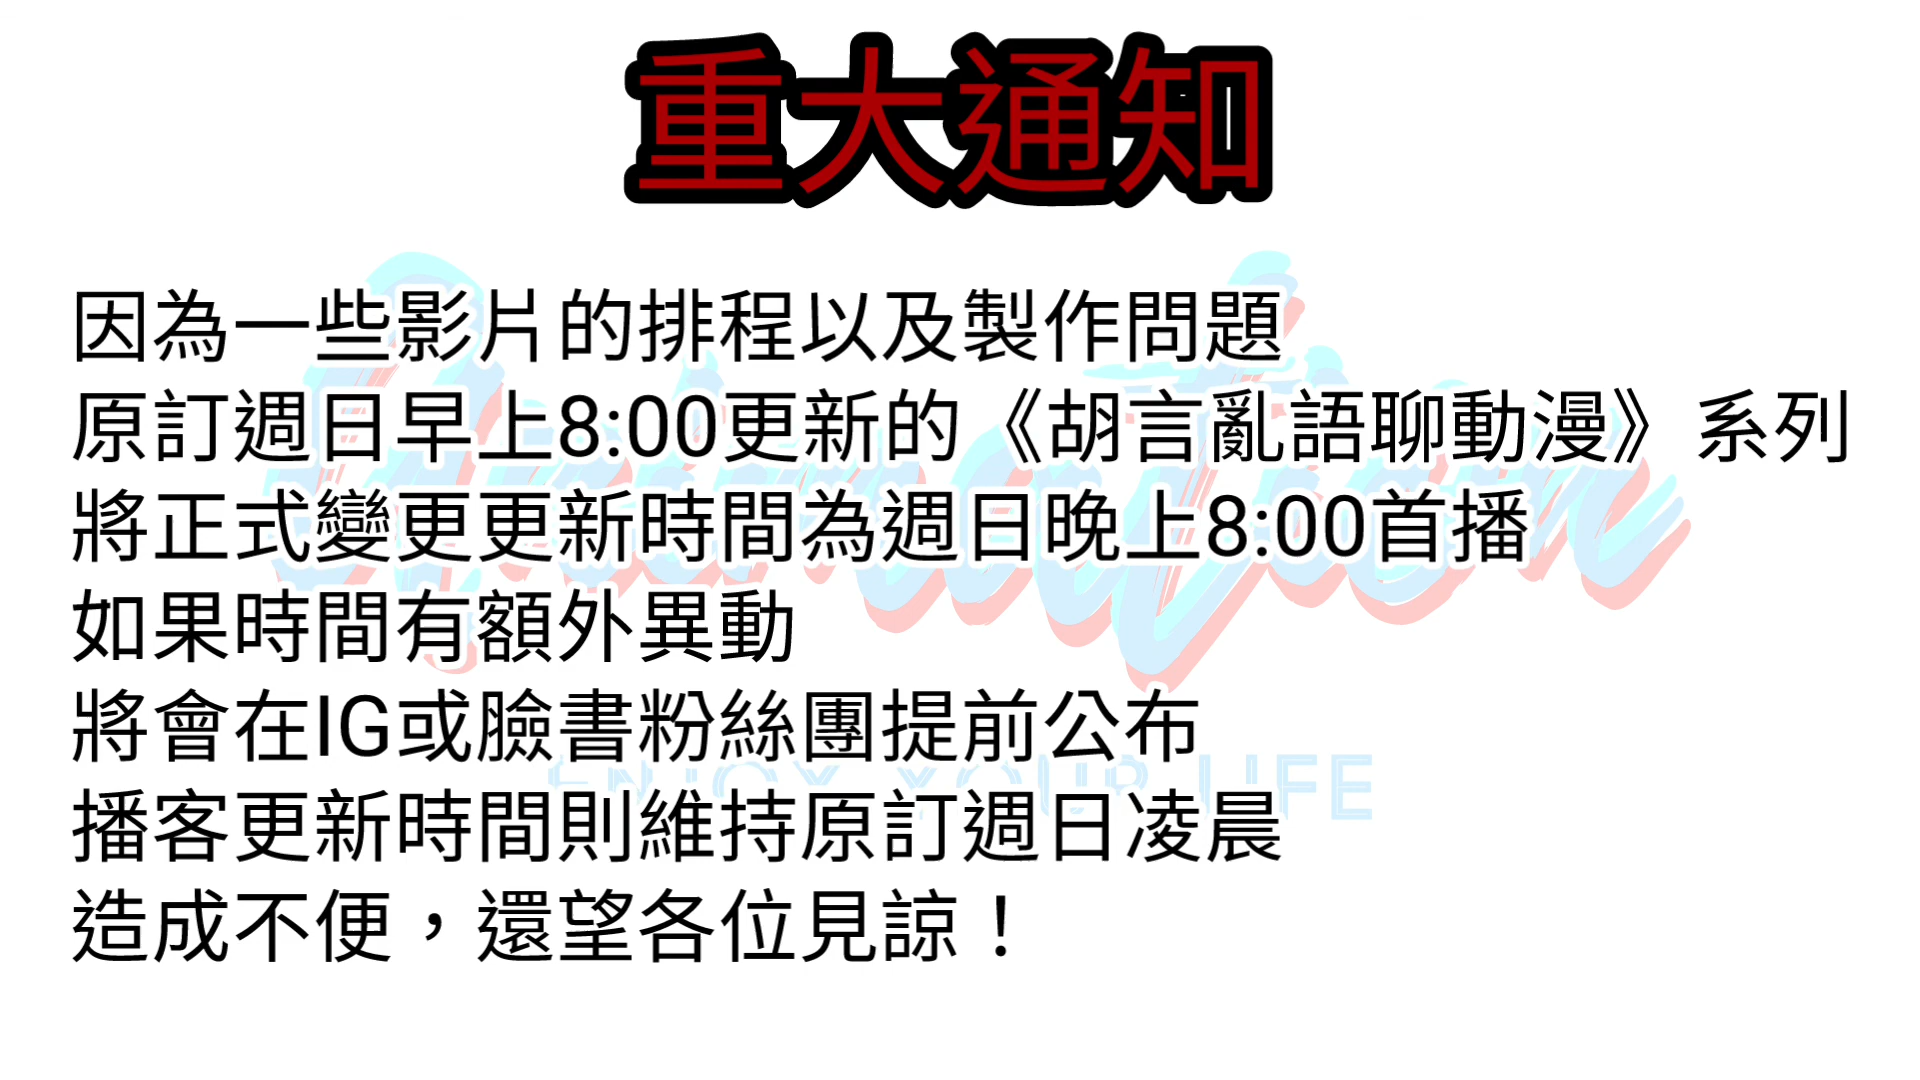 重大通知
因為一些影片的排程以及製作問題
原訂週日早上8:00更新的《胡言亂語聊動漫》系列
將正式變更更新時間為週日晚上8:00首播
如果時間有額外異動
將會在IG或臉書粉絲團提前公布
ENJOY YOUR LIFE
播客更新時間則維持原訂週日凌晨
造成不便，還望各位見諒！